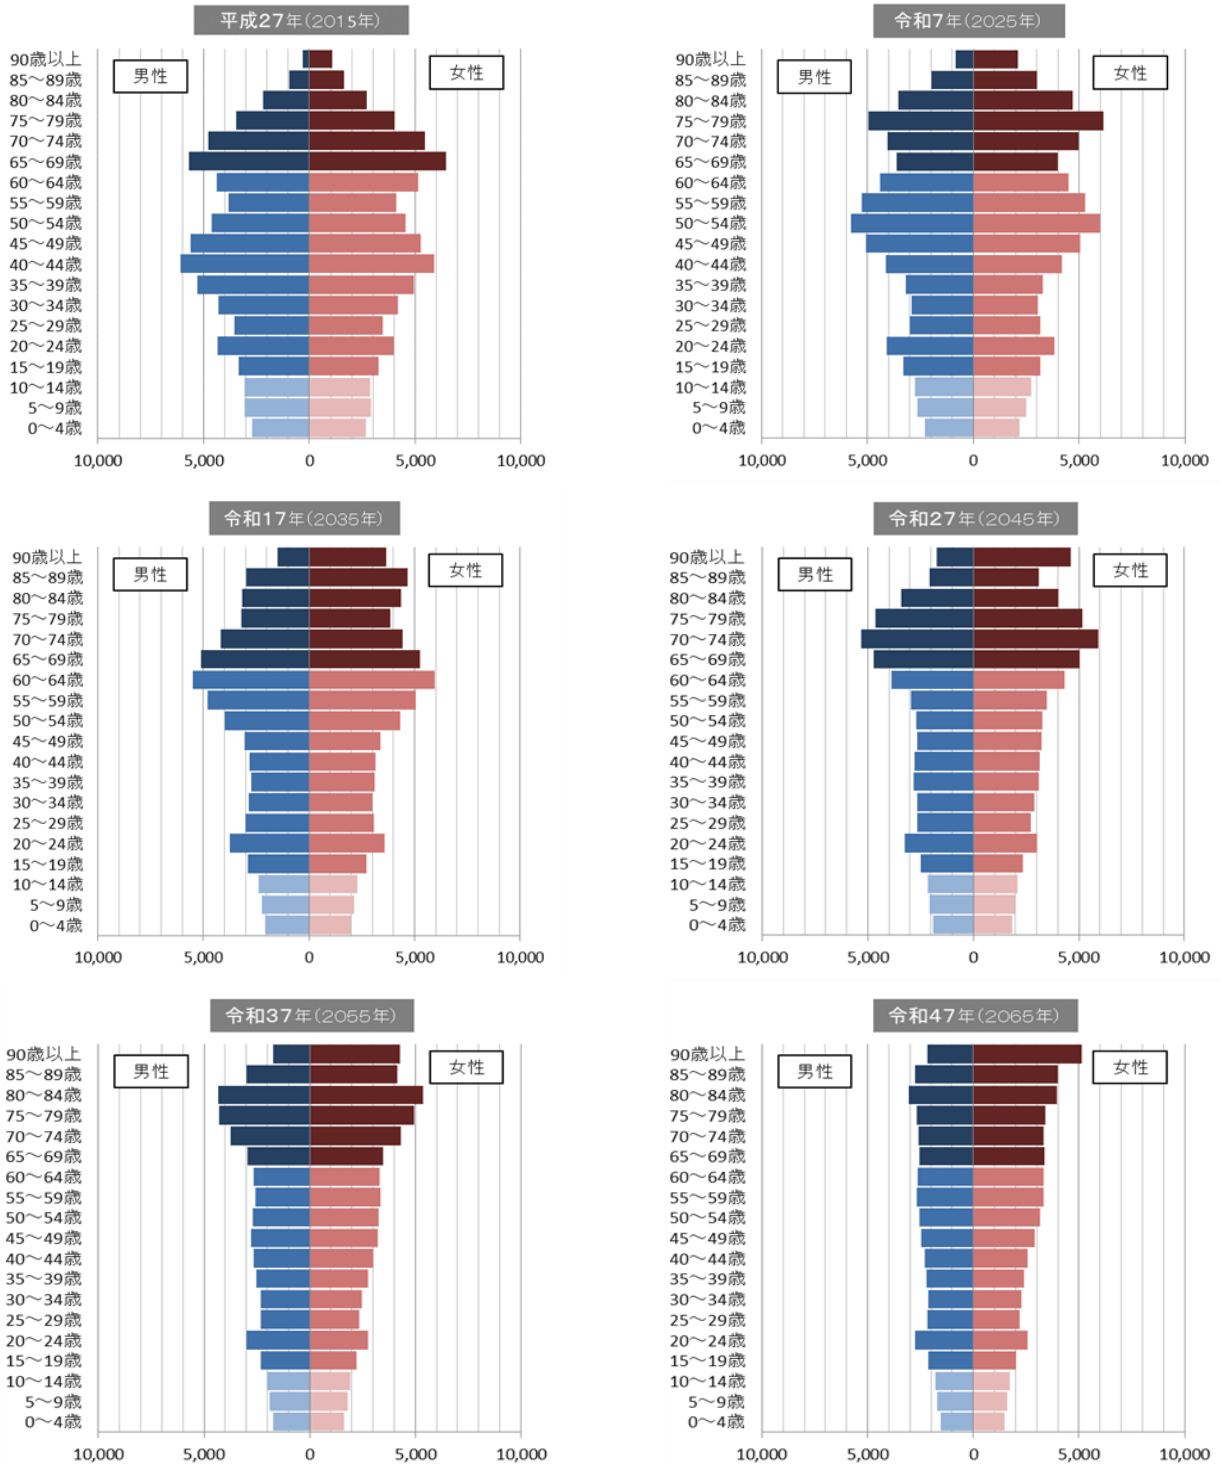 平成27年(2015年)
男性
女性
90歳以上
85～89歳
80～84歳
75～79歳
70～74歳
65～69歳
60～64歳
55～59歳
50～54歳
45～49歳
40～44歳
35～39歳
30～34歳
25～29歳
20～24歳
15～19歳
10～14歳
5～9歳
0～4歳
10,000 5,000 0 5,000 10,000
令和7年(2025年)
男性
女性
90歳以上
85～89歳
80～84歳
75～79歳
70～74歳
65～69歳
60～64歳
55～59歳
50～54歳
45～49歳
40～44歳
35～39歳
30～34歳
25～29歳
20～24歳
15～19歳
10～14歳
5～9歳
0～4歳
10,000 5,000 0 5,000 10,000
令和17年(2035年)
男性
女性
90歳以上
85～89歳
80～84歳
75～79歳
70～74歳
65～69歳
60～64歳
55～59歳
50～54歳
45～49歳
40～44歳
35～39歳
30～34歳
25～29歳
20～24歳
15～19歳
10～14歳
5～9歳
0～4歳
10,000 5,000 0 5,000 10,000
令和27年(2045年)
男性
女性
90歳以上
85～89歳
80～84歳
75～79歳
70～74歳
65～69歳
60～64歳
55～59歳
50～54歳
45～49歳
40～44歳
35～39歳
30～34歳
25～29歳
20～24歳
15～19歳
10～14歳
5～9歳
0～4歳
10,000 5,000 0 5,000 10,000
令和37年(2055年)
男性
女性
90歳以上
85～89歳
80～84歳
75～79歳
70～74歳
65～69歳
60～64歳
55～59歳
50～54歳
45～49歳
40～44歳
35～39歳
30～34歳
25～29歳
20～24歳
15～19歳
10～14歳
5～9歳
0～4歳
10,000 5,000 0 5,000 10,000
令和47年(2065年)
男性
女性
90歳以上
85～89歳
80～84歳
75～79歳
70～74歳
65～69歳
60～64歳
55～59歳
50～54歳
45～49歳
40～44歳
35～39歳
30～34歳
25～29歳
20～24歳
15～19歳
10～14歳
5～9歳
0～4歳
10,000 5,000 0 5,000 10,000